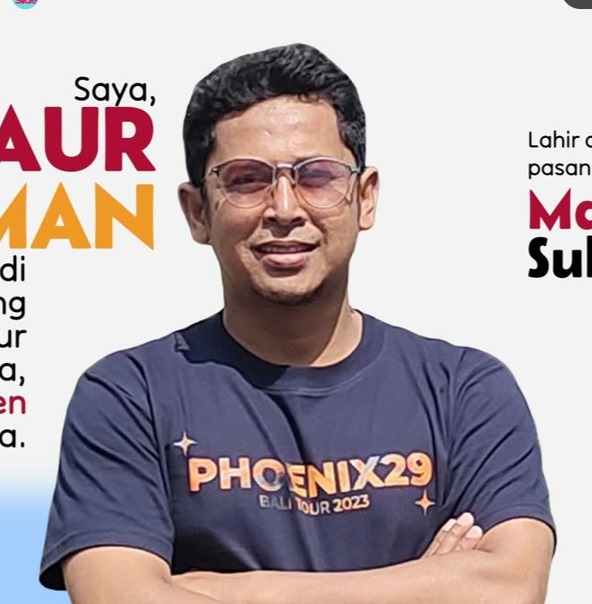 Saya,
AUR
MAN
di
ng
ur
a,
en
a.
PHOENIX29
BALI TOUR 2023
Lahir d
pasan
Ma
Sul